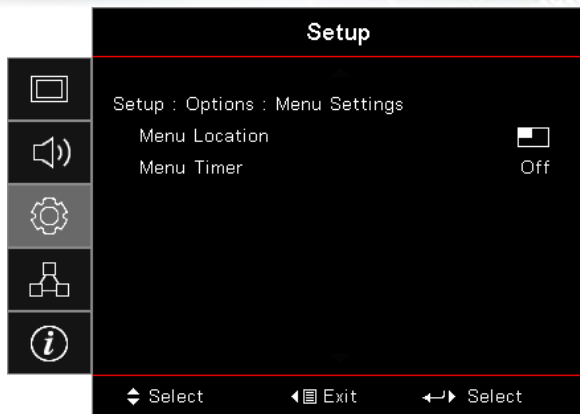 Setup
Setup : Options : Menu Settings
Menu Location
Menu Timer Off
Select Exit Select